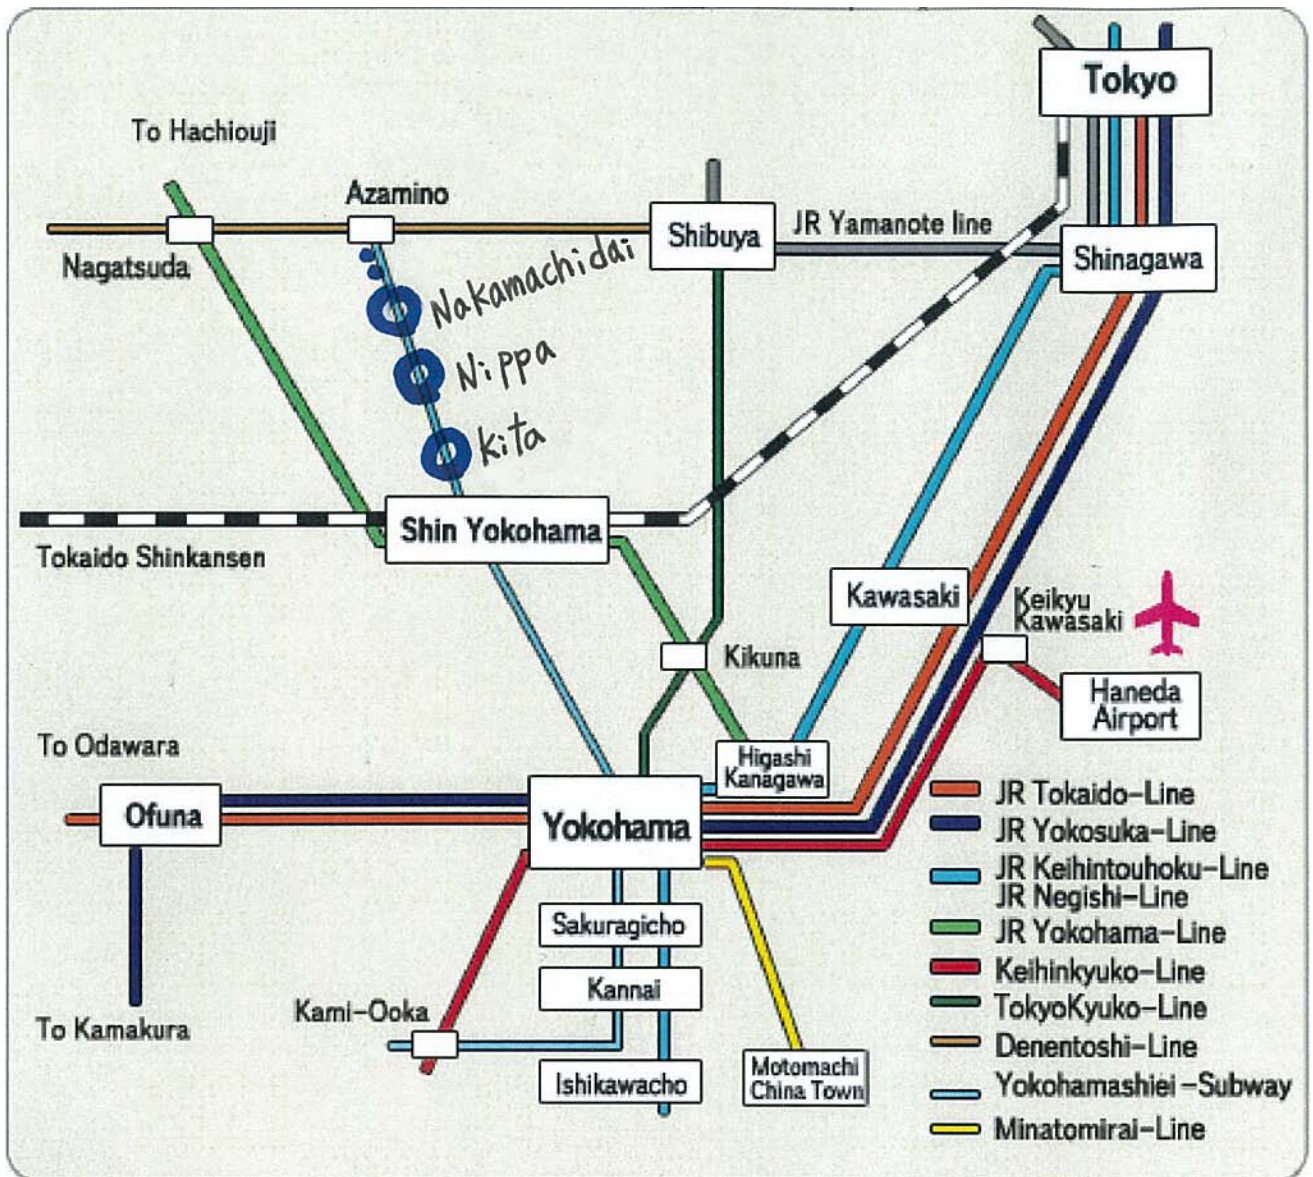 Tokyo
To Hachiouji
Azamino
Shibuya
JR Yamanote line
Shinagawa
Nagatsuda
Nakamachidai
Nippa
Kita
Shin Yokohama
Tokaido Shinkansen
Kawasaki
Keikyu
Kawasaki
Kikuna
Haneda
Airport
To Odawara
Higashi
Kanagawa
Ofuna
Yokohama
JR Tokaido-Line
JR Yokosuka-Line
JR Keihintouhoku-Line
JR Negishi-Line
JR Yokohama-Line
Keihinkyuko-Line
TokyoKyuko-Line
Denentoshi-Line
Yokohamashiei-Subway
Minatomirai-Line
Sakuragicho
Kannai
Kami-Ooka
To Kamakura
Ishikawacho
Motomachi
China Town